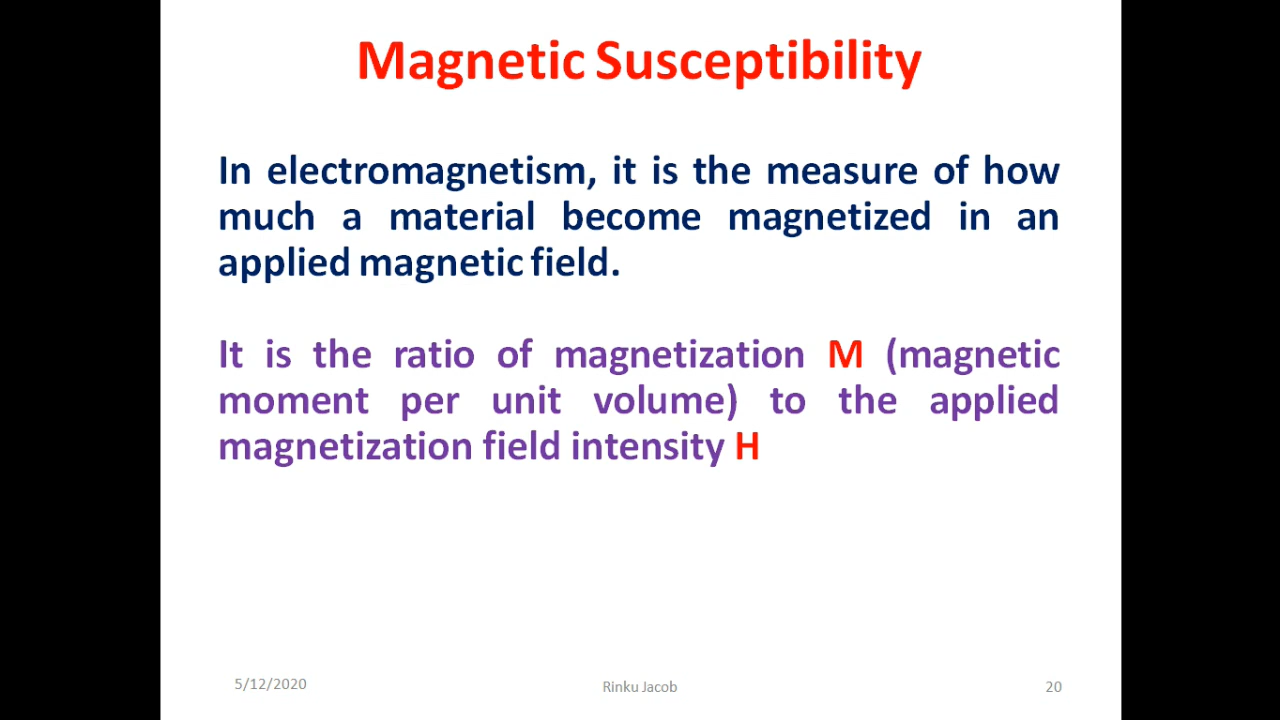 Magnetic Susceptibility
In electromagnetism, it is the measure of how
much a material become magnetized in an
applied magnetic field.
It is the ratio of magnetization M (magnetic
moment per unit volume) to the applied
magnetization field intensity H
5/12/2020
Rinku Jacob
20